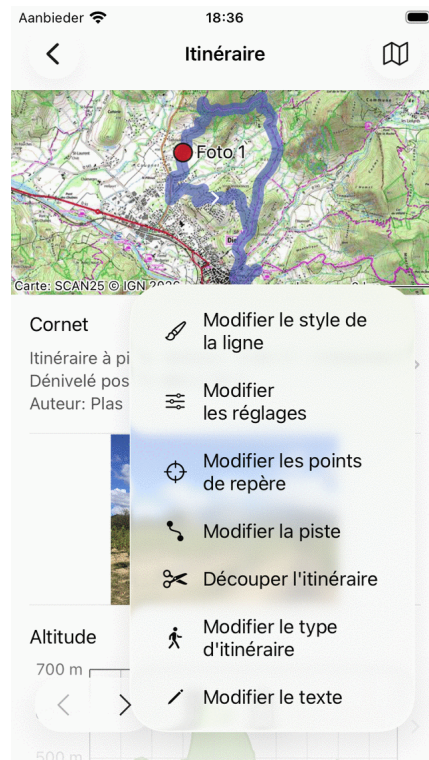 Aanbieder 18:36
Itinéraire
Foto 1
Carte: SCAN25 © IGN 2026
Cornet
Itinéraire à pi
Dénivelé pos
Auteur: Plas
Modifier le style de
la ligne
Modifier
les réglages
Modifier les points
de repère
Modifier la piste
Découper l'itinéraire
Modifier le type
d'itinéraire
Modifier le texte
Altitude
700 m
500 m